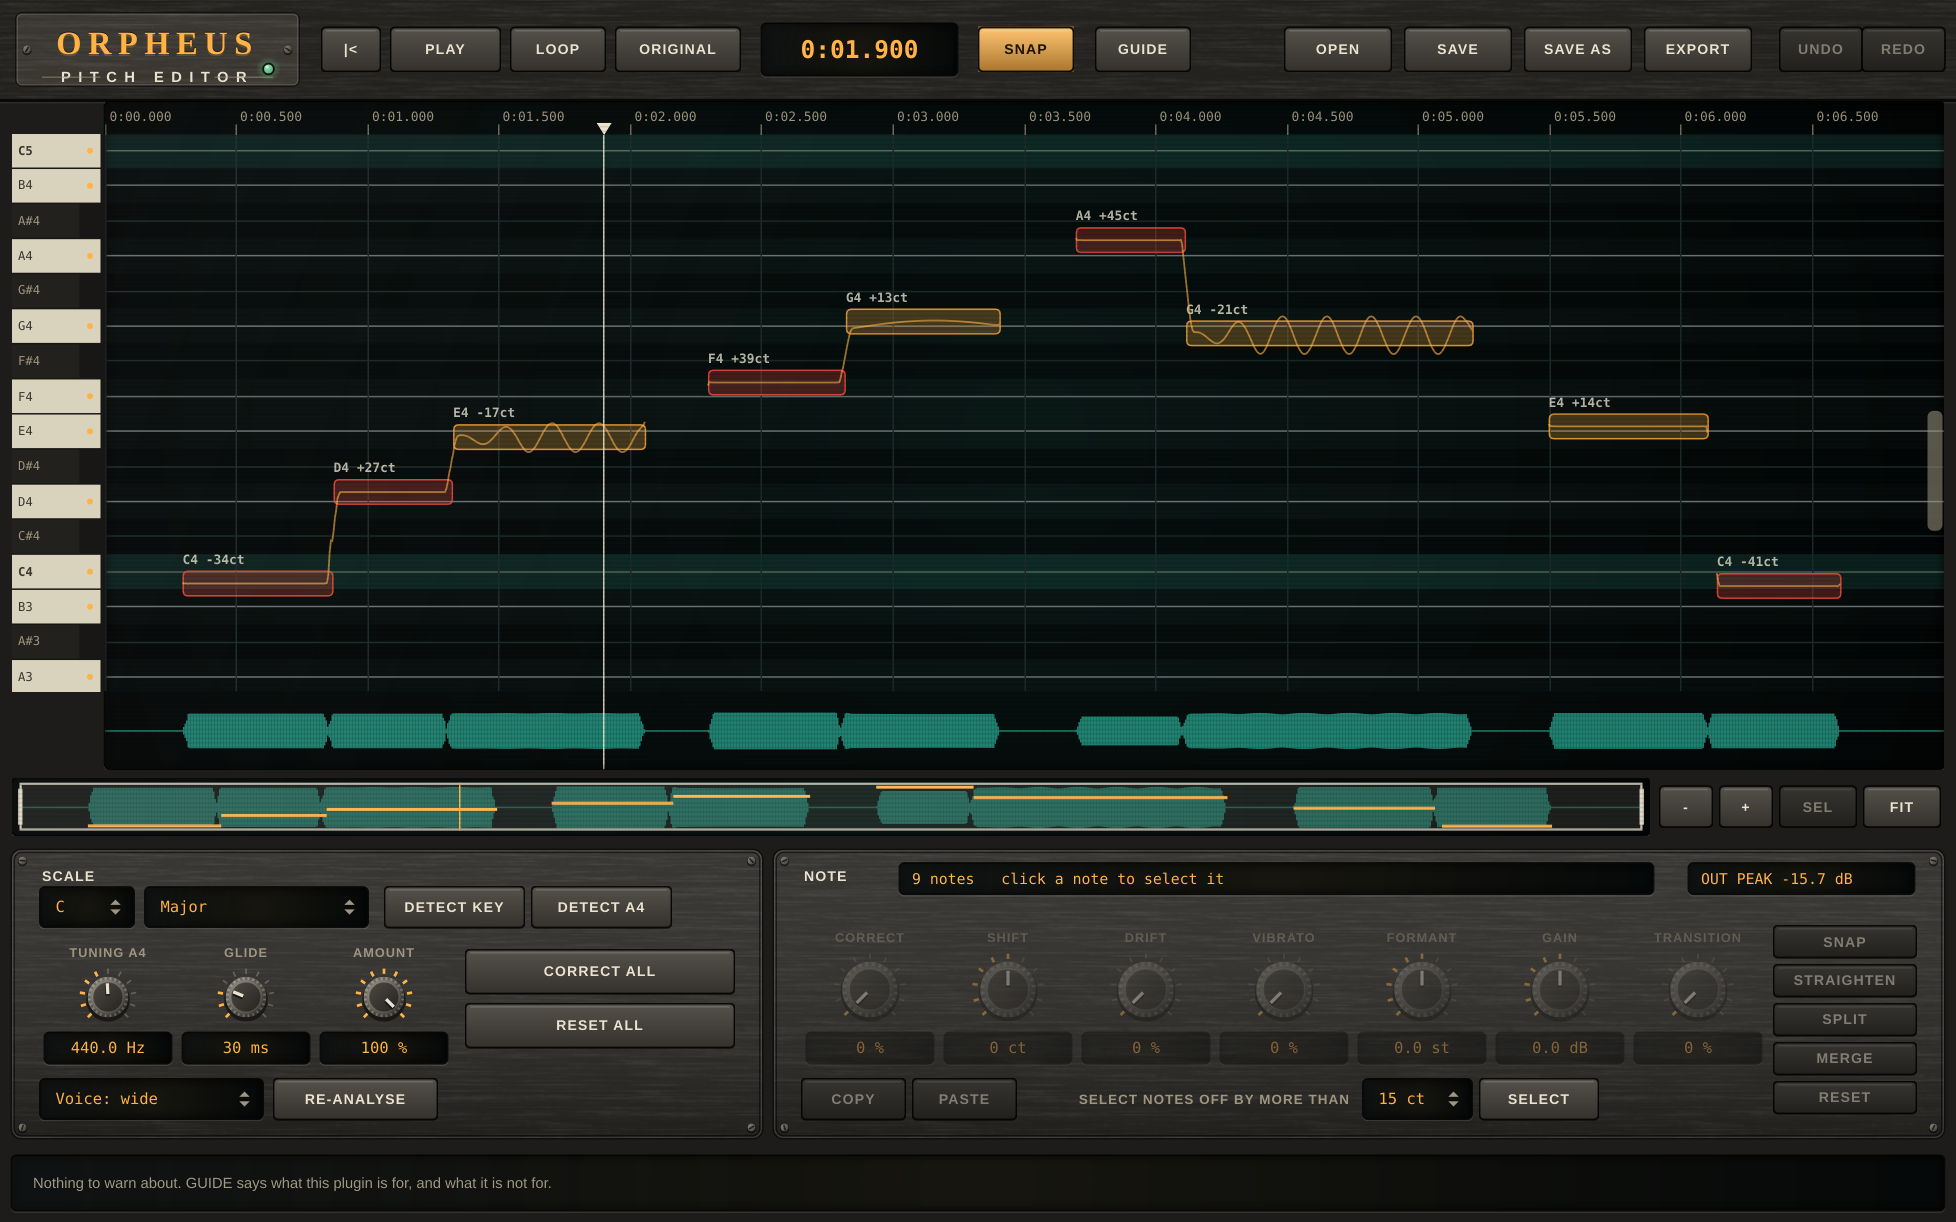 ORPHEUS
PITCH EDITOR
|<
PLAY
LOOP
ORIGINAL
0:01.900
SNAP
GUIDE
OPEN
SAVE
SAVE AS
EXPORT
UNDO
REDO
0:00.000
0:00.500
0:01.000
0:01.500
0:02.000
0:02.500
0:03.000
0:03.500
0:04.000
0:04.500
0:05.000
0:05.500
0:06.000
0:06.500
C5
B4
A#4
A4
G#4
G4
F#4
F4
E4
D#4
D4
C#4
C4
B3
A#3
A3
A4 +45ct
G4 +13ct
G4 -21ct
F4 +39ct
E4 -17ct
E4 +14ct
D4 +27ct
C4 -34ct
C4 -41ct
-
+
SEL
FIT
SCALE
C
Major
DETECT KEY
DETECT A4
TUNING A4
GLIDE
AMOUNT
CORRECT ALL
RESET ALL
440.0 Hz
30 ms
100 %
Voice: wide
RE-ANALYSE
NOTE
9 notes   click a note to select it
OUT PEAK -15.7 dB
CORRECT
SHIFT
DRIFT
VIBRATO
FORMANT
GAIN
TRANSITION
0 %
0 ct
0 %
0 %
0.0 st
0.0 dB
0 %
SNAP
STRAIGHTEN
SPLIT
MERGE
RESET
COPY
PASTE
SELECT NOTES OFF BY MORE THAN
15 ct
SELECT
Nothing to warn about. GUIDE says what this plugin is for, and what it is not for.